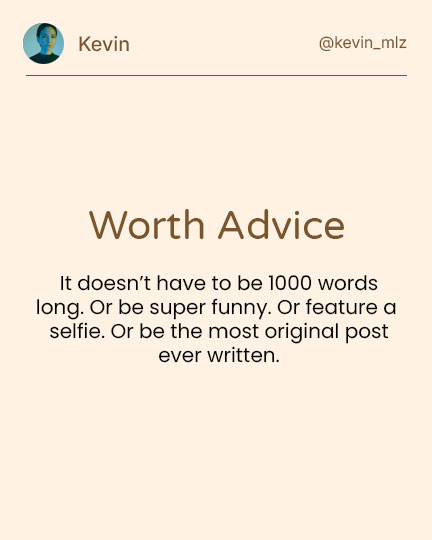 Kevin
@kevin_mlz
Worth Advice
It doesn’t have to be 1000 words
long. Or be super funny. Or feature a
selfie. Or be the most original post
ever written.